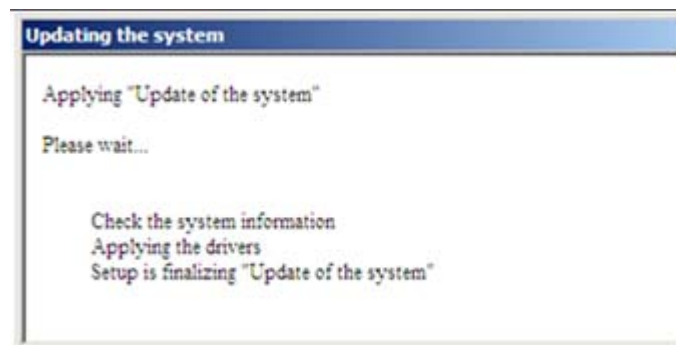 Updating the system
Applying "Update of the system"
Please wait...
Check the system information
Applying the drivers
Setup is finalizing "Update of the system"